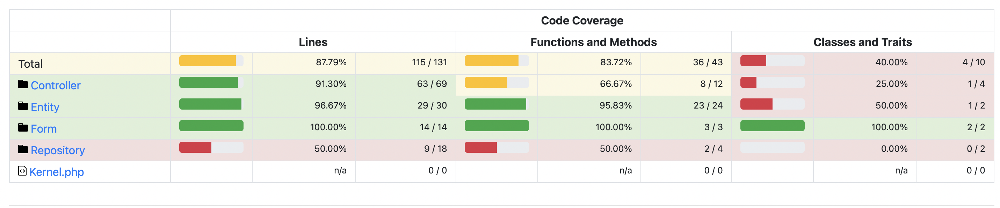 Code Coverage
Lines Functions and Methods Classes and Traits
Total 87.79% 115 / 131 83.72% 36 / 43 40.00% 4 / 10
Controller 91.30% 63 / 69 66.67% 8 / 12 25.00% 1 / 4
Entity 96.67% 29 / 30 95.83% 23 / 24 50.00% 1 / 2
Form 100.00% 14 / 14 100.00% 3 / 3 100.00% 2 / 2
Repository 50.00% 9 / 18 50.00% 2 / 4 0.00% 0 / 2
Kernel.php n/a 0 / 0 n/a 0 / 0 n/a 0 / 0